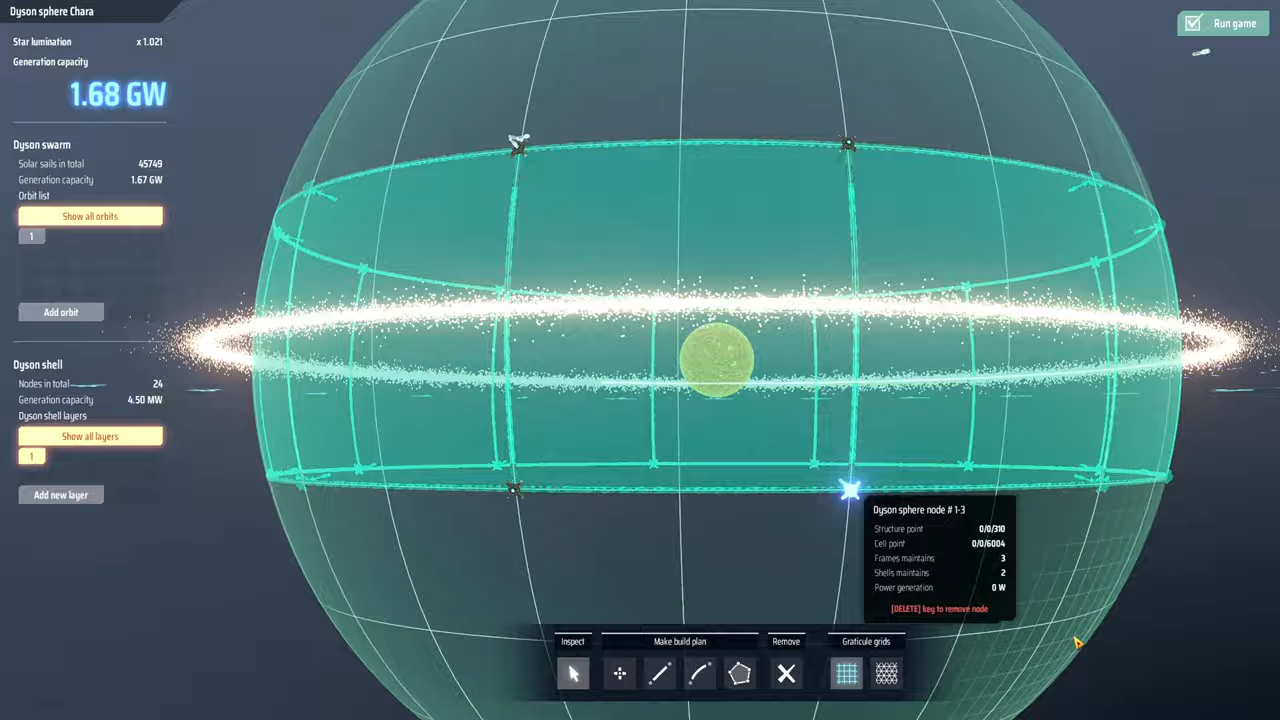 Dyson sphere Chara
Run game
Star lumination x 1.021
Generation capacity
1.68 GW
Dyson swarm
Solar sails in total 45749
Generation capacity 1.67 GW
Orbit list
Show all orbits
1
Add orbit
Dyson shell
Nodes in total 24
Generation capacity 4.50 MW
Dyson shell layers
Show all layers
1
Add new layer
Dyson sphere node # 1-3
Structure point 0/0/310
Cell point 0/0/6004
Frames maintains 3
Shells maintains 2
Power generation 0 W
[DELETE] key to remove node
Inspect Make build plan Remove Graticule grids